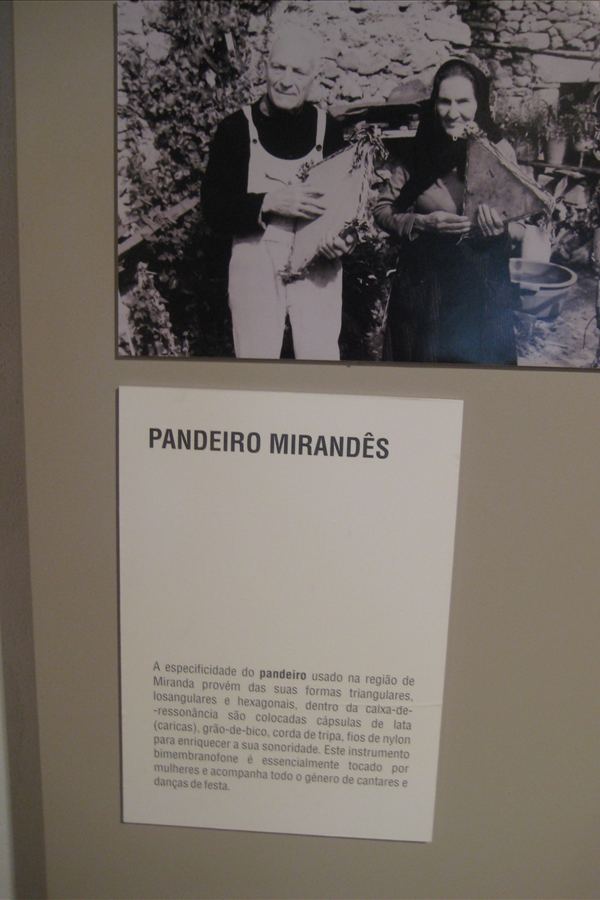 PANDEIRO MIRANDÊS
A especificidade do pandeiro usado na região de
Miranda provém das suas formas triangulares,
losangulares e hexagonais, dentro da caixa-de-
-ressonância são colocadas cápsulas de lata
(caricas), grão-de-bico, corda de tripa, fios de nylon
para enriquecer a sua sonoridade. Este instrumento
bimembranofone é essencialmente tocado por
mulheres e acompanha todo o género de cantares e
danças de festa.